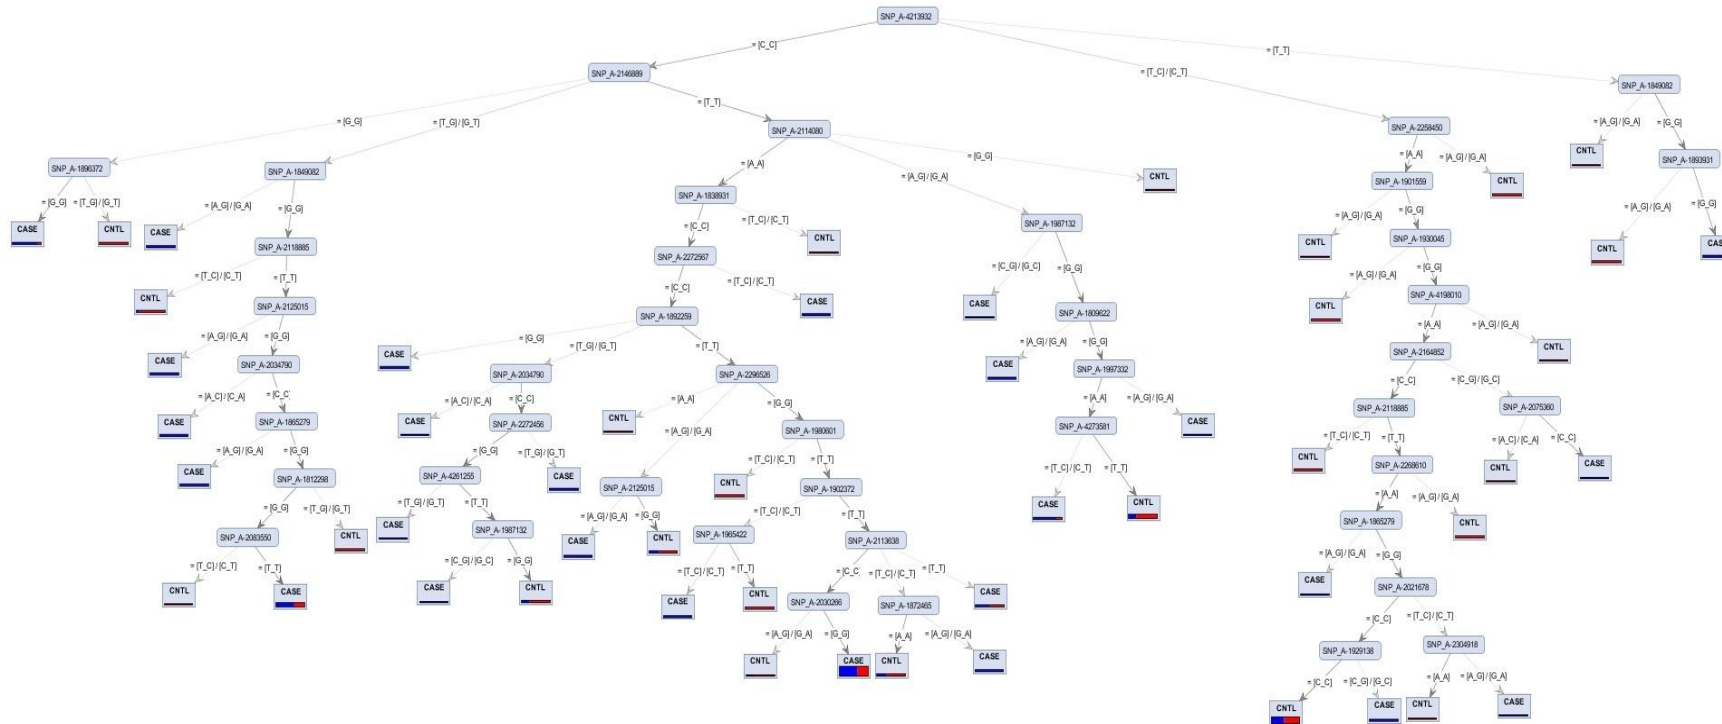 SNP_A-4213932
= [C_C]
= [T_T]
SNP_A-2146889
= [T_C] / [C_T]
SNP_A-1849082
= [G_G]
= [T_G] / [G_T]
= [T_T]
SNP_A-2114080
SNP_A-2258450
= [A_G] / [G_A]
= [G_G]
= [G_G]
= [A_A]
= [A_G] / [G_A]
CNTL
SNP_A-1893931
SNP_A-1896372
SNP_A-1849082
= [A_A]
= [A_G] / [G_A]
CNTL
SNP_A-1901559
CNTL
= [G_G]
= [T_G] / [G_T]
= [A_G] / [G_A]
= [G_G]
SNP_A-1838931
= [A_G] / [G_A]
= [G_G]
= [A_G] / [G_A]
= [G_G]
CASE
CNTL
CASE
= [C_C]
= [T_C] / [C_T]
SNP_A-1987132
CNTL
SNP_A-1930045
CNTL
CAS
SNP_A-2118885
SNP_A-2272567
CNTL
= [T_C] / [C_T]
= [T_T]
= [C_C]
= [T_C] / [C_T]
= [C_G] / [G_C]
= [G_G]
= [A_G] / [G_A]
= [G_G]
CNTL
SNP_A-2125015
CASE
CASE
CNTL
SNP_A-4198010
SNP_A-1892259
SNP_A-1809622
= [A_G] / [G_A]
= [G_G]
= [G_G]
= [T_G] / [G_T]
= [T_T]
= [A_G] / [G_A]
= [G_G]
= [A_A]
= [A_G] / [G_A]
CASE
SNP_A-2034790
CASE
SNP_A-2034790
SNP_A-2296526
CASE
SNP_A-1997332
SNP_A-2164852
CNTL
= [A_C] / [C_A]
= [C_C]
= [A_C] / [C_A]
= [C_C]
= [A_A]
= [G_G]
= [A_A]
= [A_G] / [G_A]
= [C_C]
= [C_G] / [G_C]
CASE
SNP_A-1865279
CASE
SNP_A-2272456
CNTL
= [A_G] / [G_A]
SNP_A-1980601
SNP_A-4273581
CASE
SNP_A-2118885
SNP_A-2075360
= [A_G] / [G_A]
= [G_G]
= [G_G]
= [T_G] / [G_T]
= [T_C] / [C_T]
= [T_T]
= [T_C] / [C_T]
= [T_T]
= [T_C] / [C_T]
= [T_T]
= [A_C] / [C_A]
= [C_C]
CASE
SNP_A-1812298
SNP_A-4261255
CASE
SNP_A-2125015
CNTL
SNP_A-1902372
CASE
CNTL
CNTL
SNP_A-2268610
CNTL
CASE
= [G_G]
= [T_G] / [G_T]
= [T_G] / [G_T]
= [T_T]
= [A_G] / [G_A]
= [G_G]
= [T_C] / [C_T]
= [T_T]
= [A_A]
= [A_G] / [G_A]
SNP_A-2083550
CNTL
CASE
SNP_A-1987132
CASE
CNTL
SNP_A-1965422
SNP_A-2113638
SNP_A-1865279
CNTL
= [T_C] / [C_T]
= [T_T]
= [C_G] / [G_C]
= [G_G]
= [T_C] / [C_T]
= [T_T]
= [C_C
= [T_C] / [C_T]
= [T_T]
= [A_G] / [G_A]
= [G_G]
CNTL
CASE
CASE
CNTL
CASE
CNTL
SNP_A-2030266
SNP_A-1872465
CASE
CASE
SNP_A-2021678
= [A_G] / [G_A]
= [G_G]
= [A_A]
= [A_G] / [G_A]
= [C_C]
= [T_C] / [C_T]
CNTL
CASE
CNTL
CASE
SNP_A-1929138
SNP_A-2304918
= [C_C]
= [C_G] / [G_C]
= [A_A]
= [A_G] / [G_A]
CNTL
CASE
CNTL
CASE